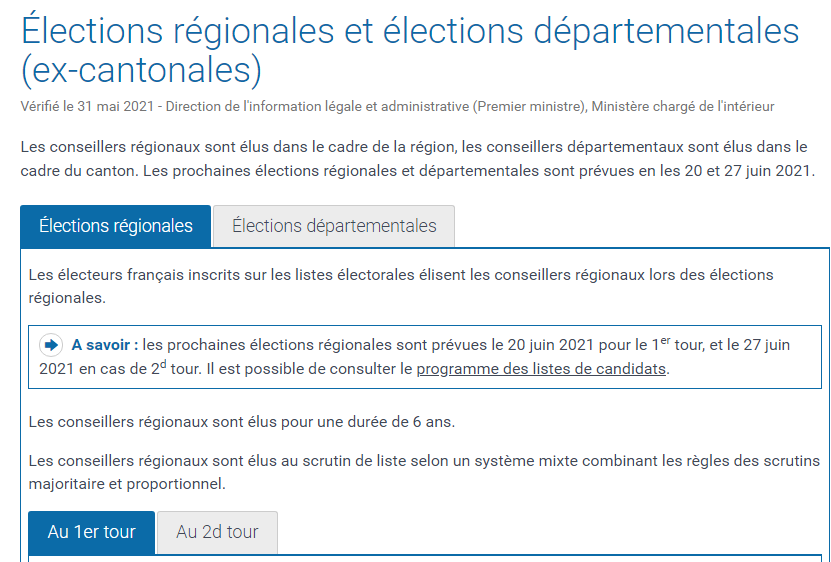 Élections régionales et élections départementales
(ex-cantonales)
Vérifié le 31 mai 2021 - Direction de l'information légale et administrative (Premier ministre), Ministère chargé de l'intérieur
Les conseillers régionaux sont élus dans le cadre de la région, les conseillers départementaux sont élus dans le
cadre du canton. Les prochaines élections régionales et départementales sont prévues en les 20 et 27 juin 2021.
Élections régionales
Élections départementales
Les électeurs français inscrits sur les listes électorales élisent les conseillers régionaux lors des élections
régionales.
A savoir : les prochaines élections régionales sont prévues le 20 juin 2021 pour le 1er tour, et le 27 juin
2021 en cas de 2d tour. Il est possible de consulter le programme des listes de candidats.
Les conseillers régionaux sont élus pour une durée de 6 ans.
Les conseillers régionaux sont élus au scrutin de liste selon un système mixte combinant les règles des scrutins
majoritaire et proportionnel.
Au 1er tour
Au 2d tour